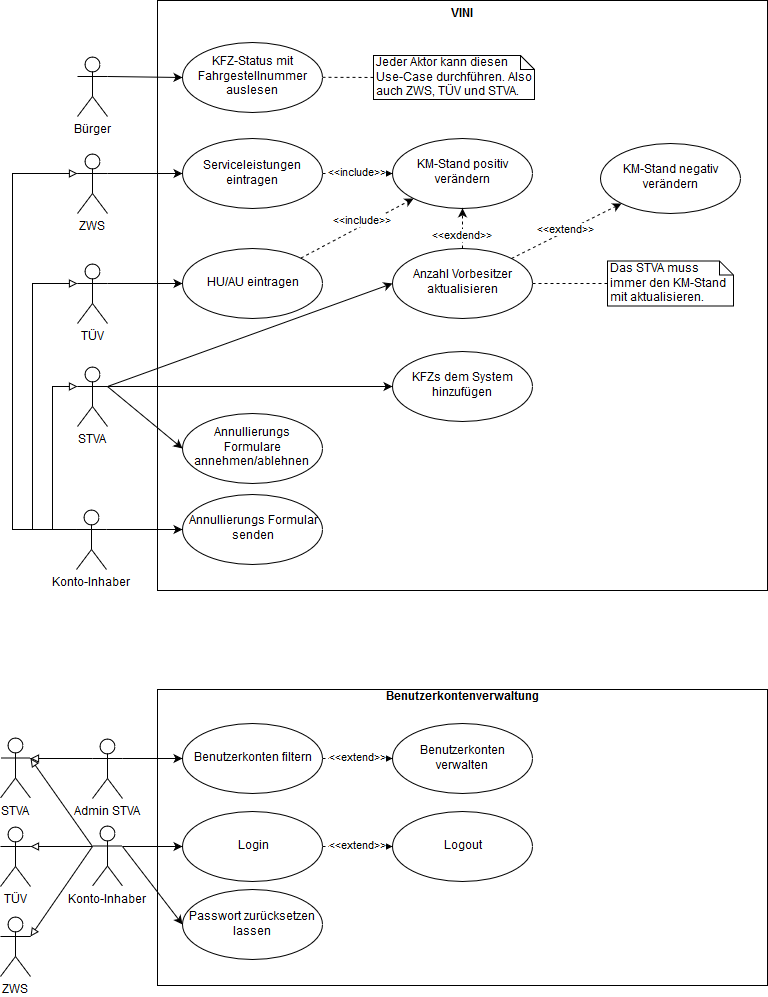 VINI
KFZ-Status mit
Fahrgestellnummer
auslesen
Jeder Aktor kann diesen
Use-Case durchführen. Also
auch ZWS, TÜV und STVA.
Bürger
Serviceleistungen
eintragen
<<include>>
KM-Stand positiv
verändern
KM-Stand negativ
verändern
ZWS
<<include>>
<<exdend>>
<<extend>>
HU/AU eintragen
Anzahl Vorbesitzer
aktualisieren
Das STVA muss
immer den KM-Stand
mit aktualisieren.
TÜV
KFZs dem System
hinzufügen
STVA
Annullierungs
Formulare
annehmen/ablehnen
Annullierungs Formular
senden
Konto-Inhaber
Benutzerkontenverwaltung
Benutzerkonten filtern
<<extend>>
Benutzerkonten
verwalten
STVA
Admin STVA
Login
<<extend>>
Logout
TÜV
Konto-Inhaber
Passwort zurücksetzen
lassen
ZWS